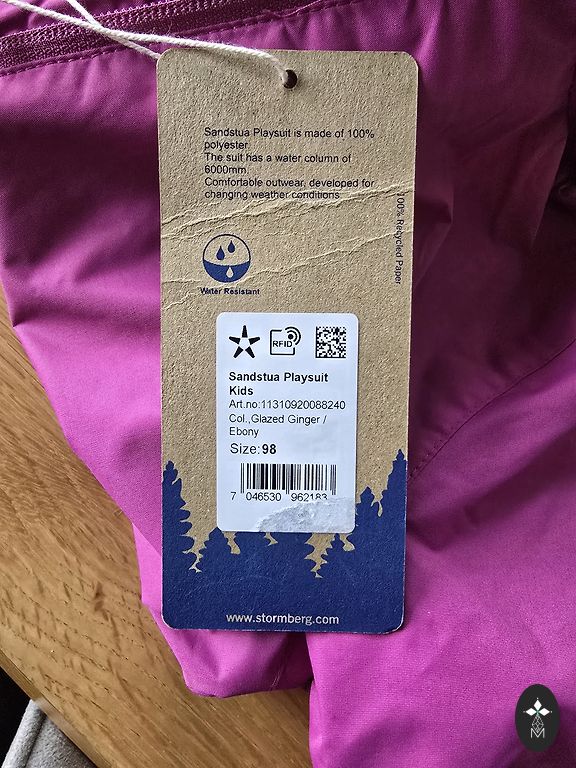 Sandstua Playsuit is made of 100%
polyester.
The suit has a water column of
6000mm.
Comfortable outwear, developed for
changing weather conditions
100% Recycled Paper
Water Resistant
RFID
Sandstua Playsuit
Kids
Art.no:11310920088240
Col.,Glazed Ginger /
Ebony
Size:98
7 046530 962183
www.stormberg.com
M